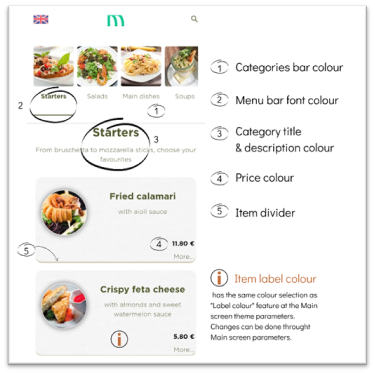 m
Starters
Salads
Main dishes
Soups
2
1
Starters
3
From bruschetta to mozzarella sticks, choose your
favourites
Fried calamari
with aioli sauce
4
11.80 €
More...
5
Crispy feta cheese
with almonds and sweet
watermelon sauce
i
5.80 €
More...
1 Categories bar colour
2 Menu bar font colour
3 Category title
& description colour
4 Price colour
5 Item divider
i Item label colour
has the same colour selection as
"Label colour" feature at the Main
screen theme parameters.
Changes can be done throught
Main screen parameters.